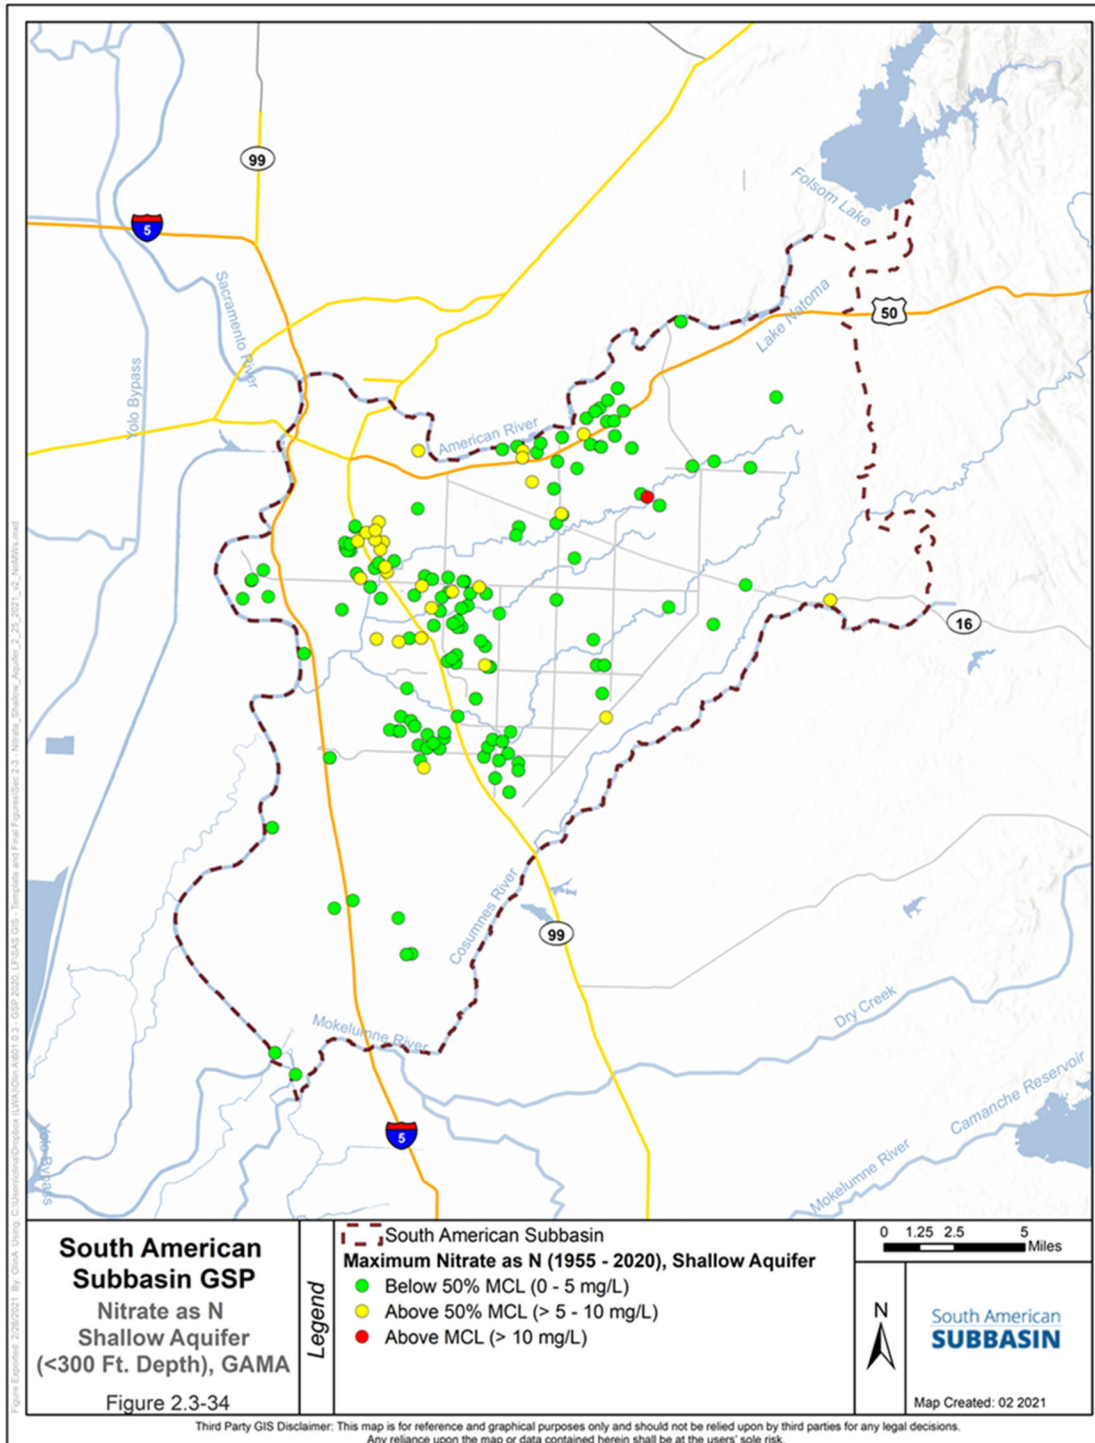 99
5
Folsom Lake
Sacramento River
50
Lake Natoma
Yolo Bypass
American River
16
Cosumnes River
99
Mokelumne River
Dry Creek
Camanche Reservoir
5
Mokelumne River
Yolo Bypass
South American
Subbasin GSP
Nitrate as N
Shallow Aquifer
(<300 Ft. Depth), GAMA
Figure 2.3-34
Legend
South American Subbasin
Maximum Nitrate as N (1955 - 2020), Shallow Aquifer
Below 50% MCL (0 - 5 mg/L)
Above 50% MCL (> 5 - 10 mg/L)
Above MCL (> 10 mg/L)
0 1.25 2.5 5
Miles
N
South American
SUBBASIN
Map Created: 02 2021
Third Party GIS Disclaimer: This map is for reference and graphical purposes only and should not be relied upon by third parties for any legal decisions.
Any reliance upon the map or data contained herein shall be at the users' sole risk.